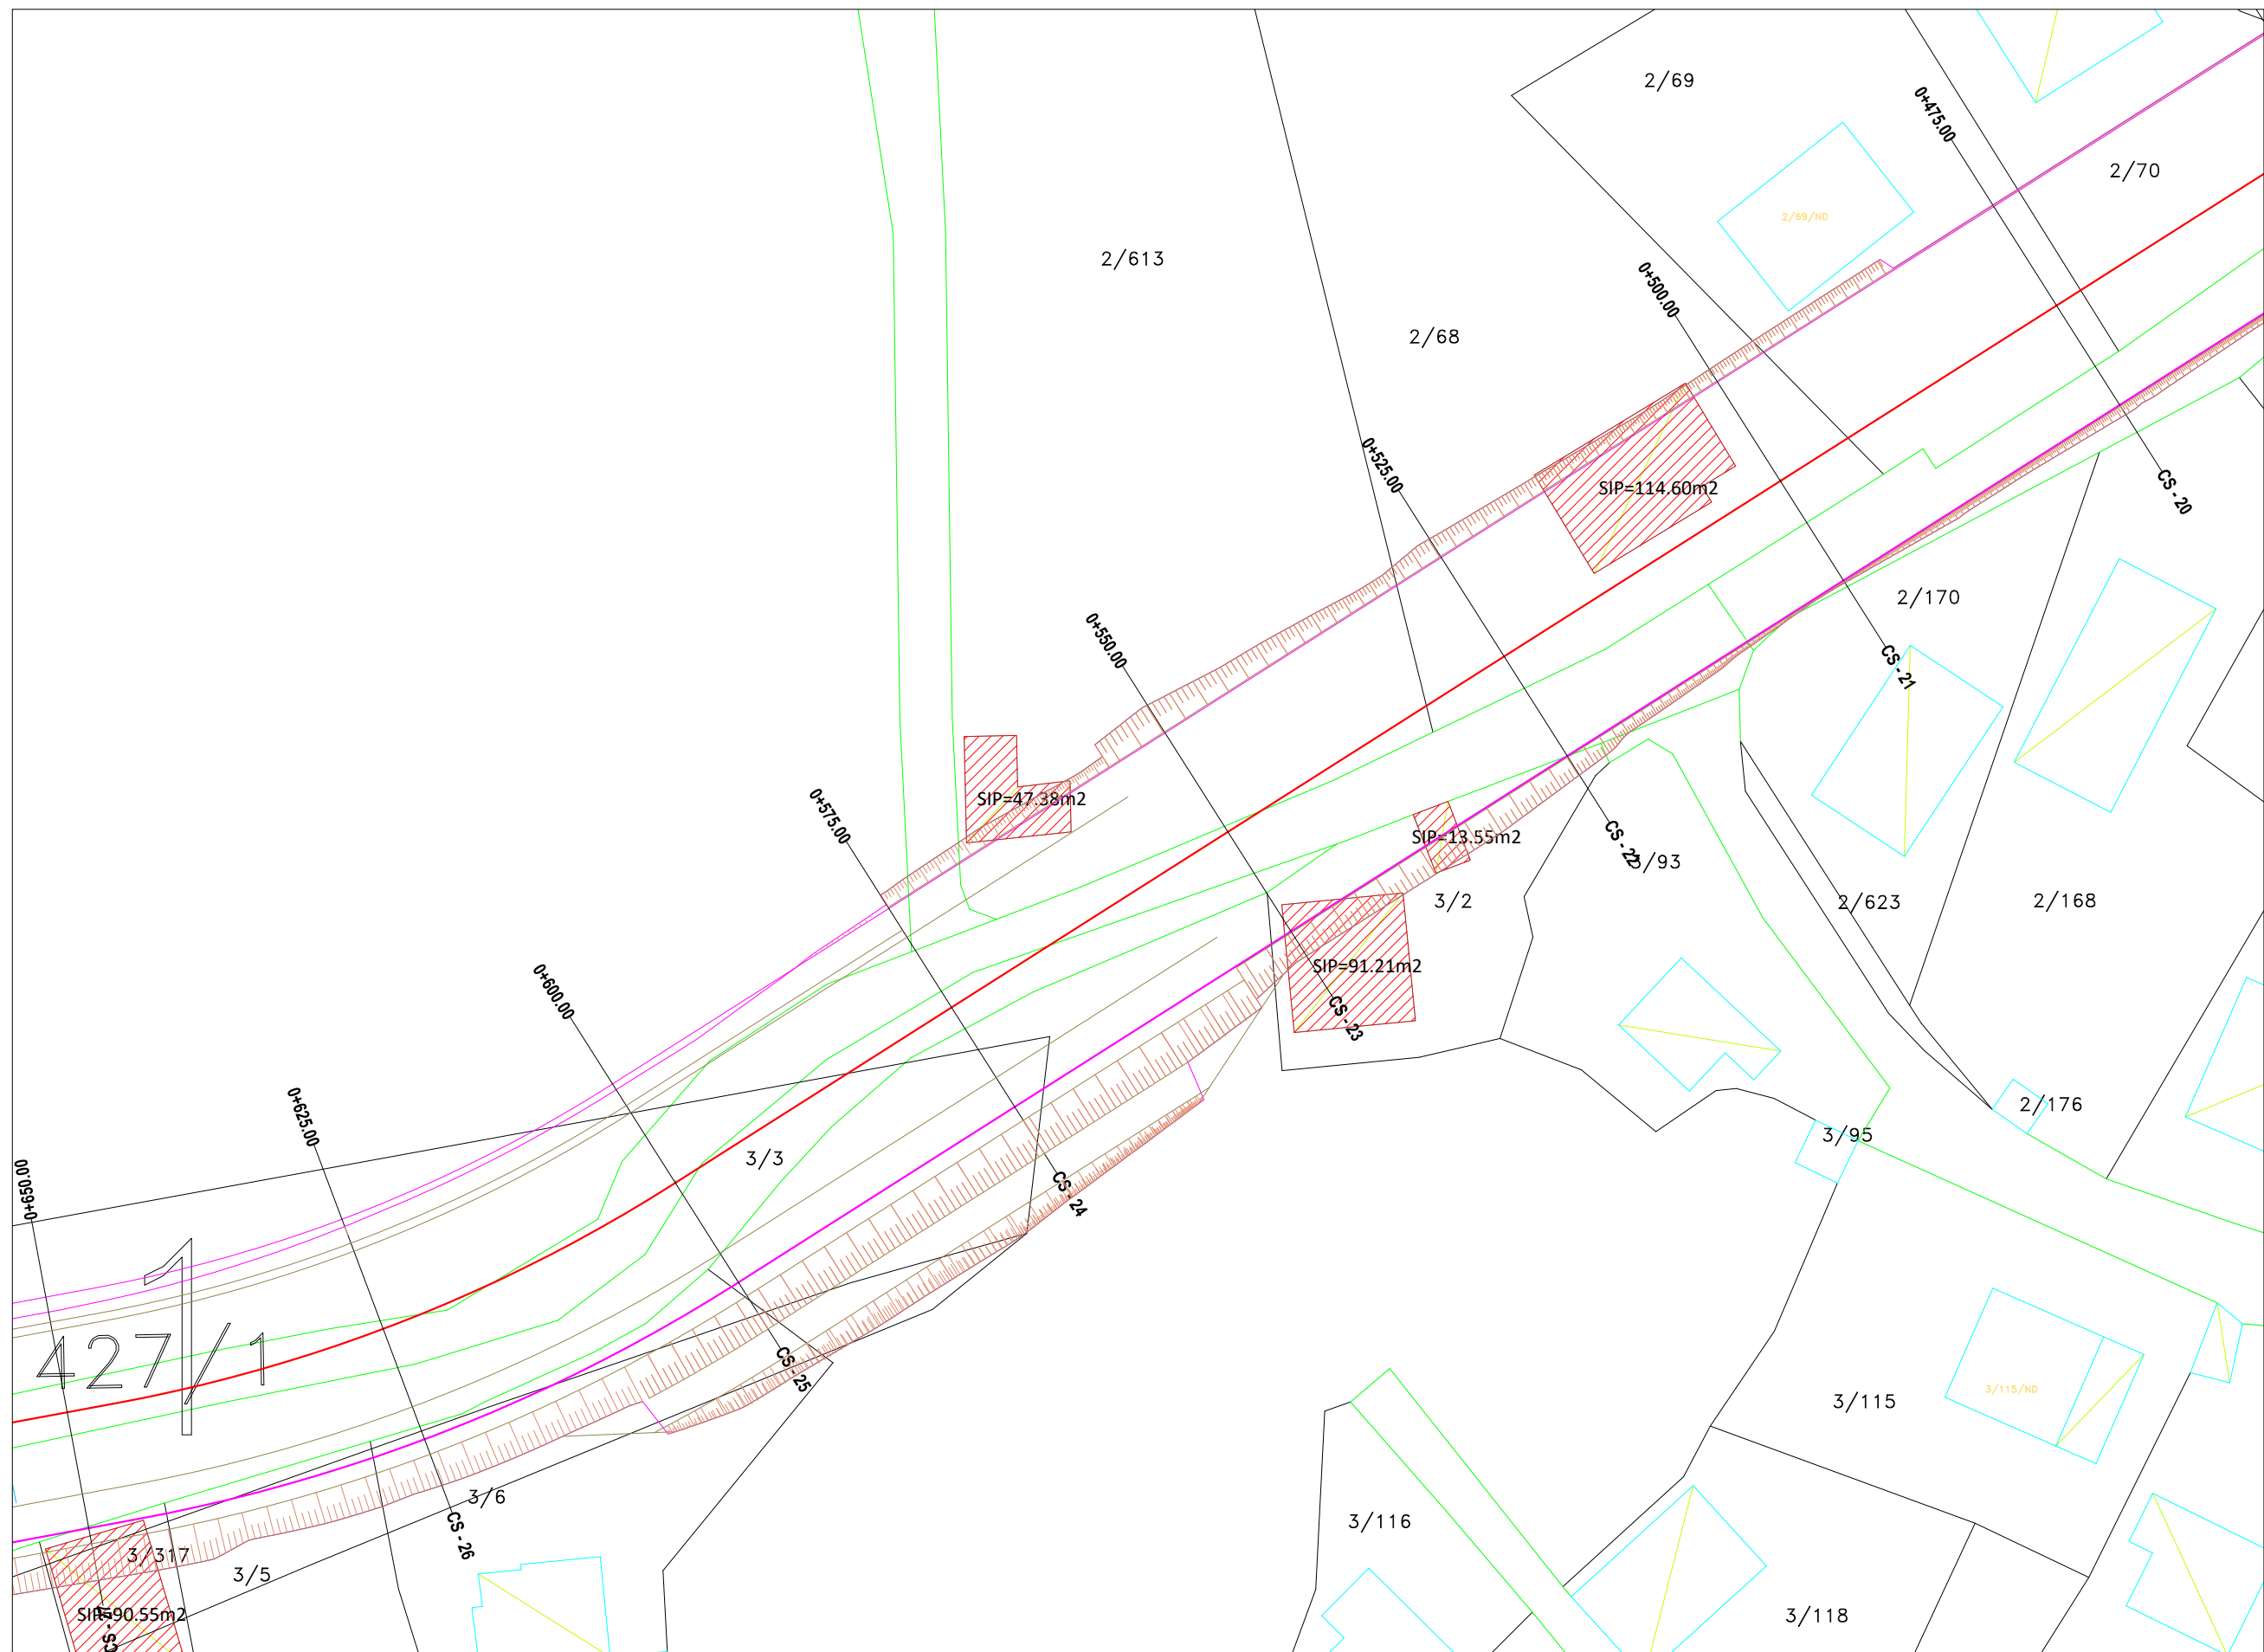 2/69
0+475.00
2/70
2/69/ND
2/613
0+500.00
2/68
0+525.00
SIP=114.60m2
CS - 20
2/170
0+550.00
CS - 21
0+575.00
SIP=47.38m2
SIP=13.55m2
CS - 22
3/93
3/2
2/623
2/168
0+600.00
SIP=91.21m2
CS - 23
0+625.00
2/176
3/95
3/3
0+650.00
CS - 24
1
427/1
CS - 25
3/115/ND
3/115
3/6
CS - 26
3/116
3/317
3/5
SIP=90.55m2
3/118